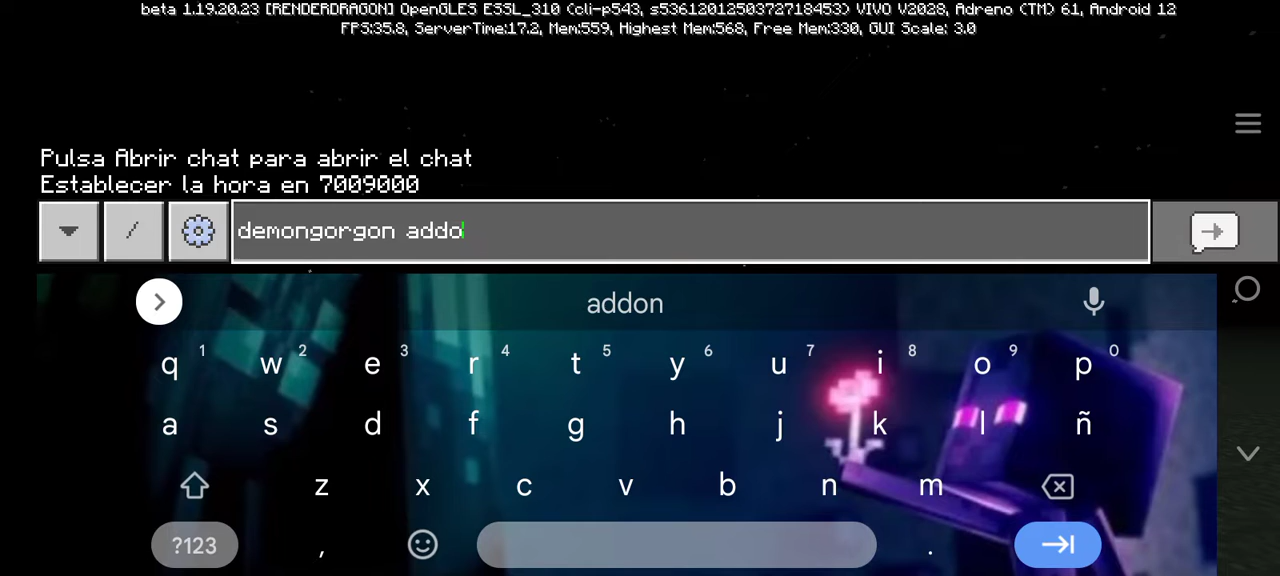 beta 1.19.20.23 [RENDERDRAGON] OpenGLES ESSL_310 (cli-p543, s53612012503727718453) VIVO V2028, Adreno (TM) 61, Android 12
FPS:35.8, ServerTime:17.2, Mem:559, Highest Mem:568, Free Mem:330, GUI Scale: 3.0
Pulsa Abrir chat para abrir el chat
Establecer la hora en 7009000
/ demongorgon addo
addon
q 1 w 2 e 3 r 4 t 5 y 6 u 7 i 8 o 9 p 0
a s d f g h j k l ñ
z x c v b n m
?123 , .